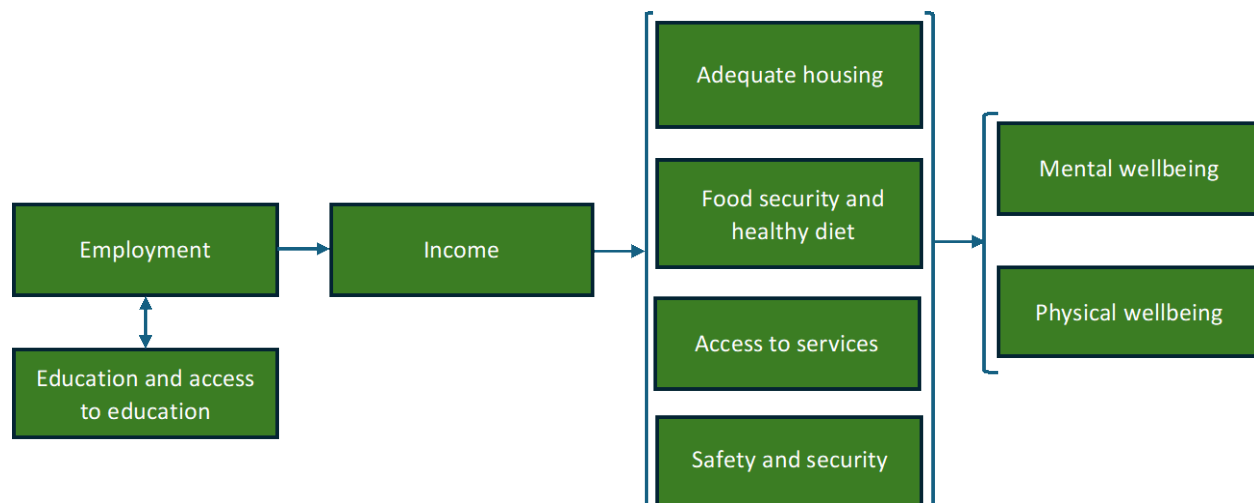 Employment
Education and access
to education
Income
Adequate housing
Food security and
healthy diet
Access to services
Safety and security
Mental wellbeing
Physical wellbeing